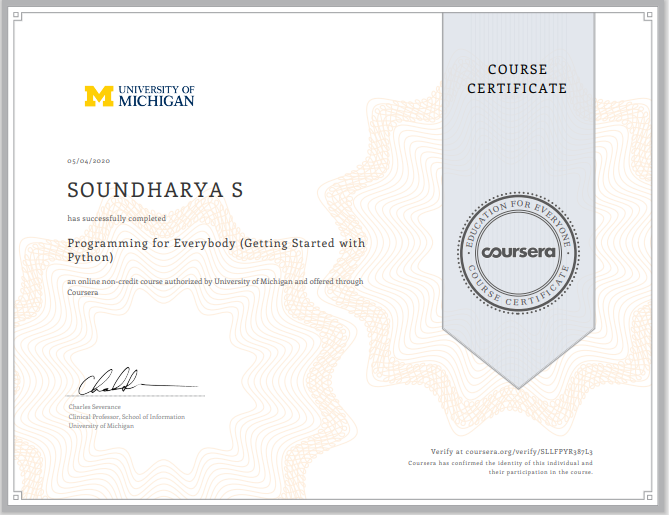 COURSE
CERTIFICATE
UNIVERSITY OF
MICHIGAN
05/04/2020
SOUNDHARYA S
has successfully completed
Programming for Everybody (Getting Started with
Python)
an online non-credit course authorized by University of Michigan and offered through
Coursera
EDUCATION FOR EVERYONE
coursera
COURSE CERTIFICATE
Charles Severance
Clinical Professor, School of Information
University of Michigan
Verify at coursera.org/verify/SLLFPYR387L3
Coursera has confirmed the identity of this individual and
their participation in the course.